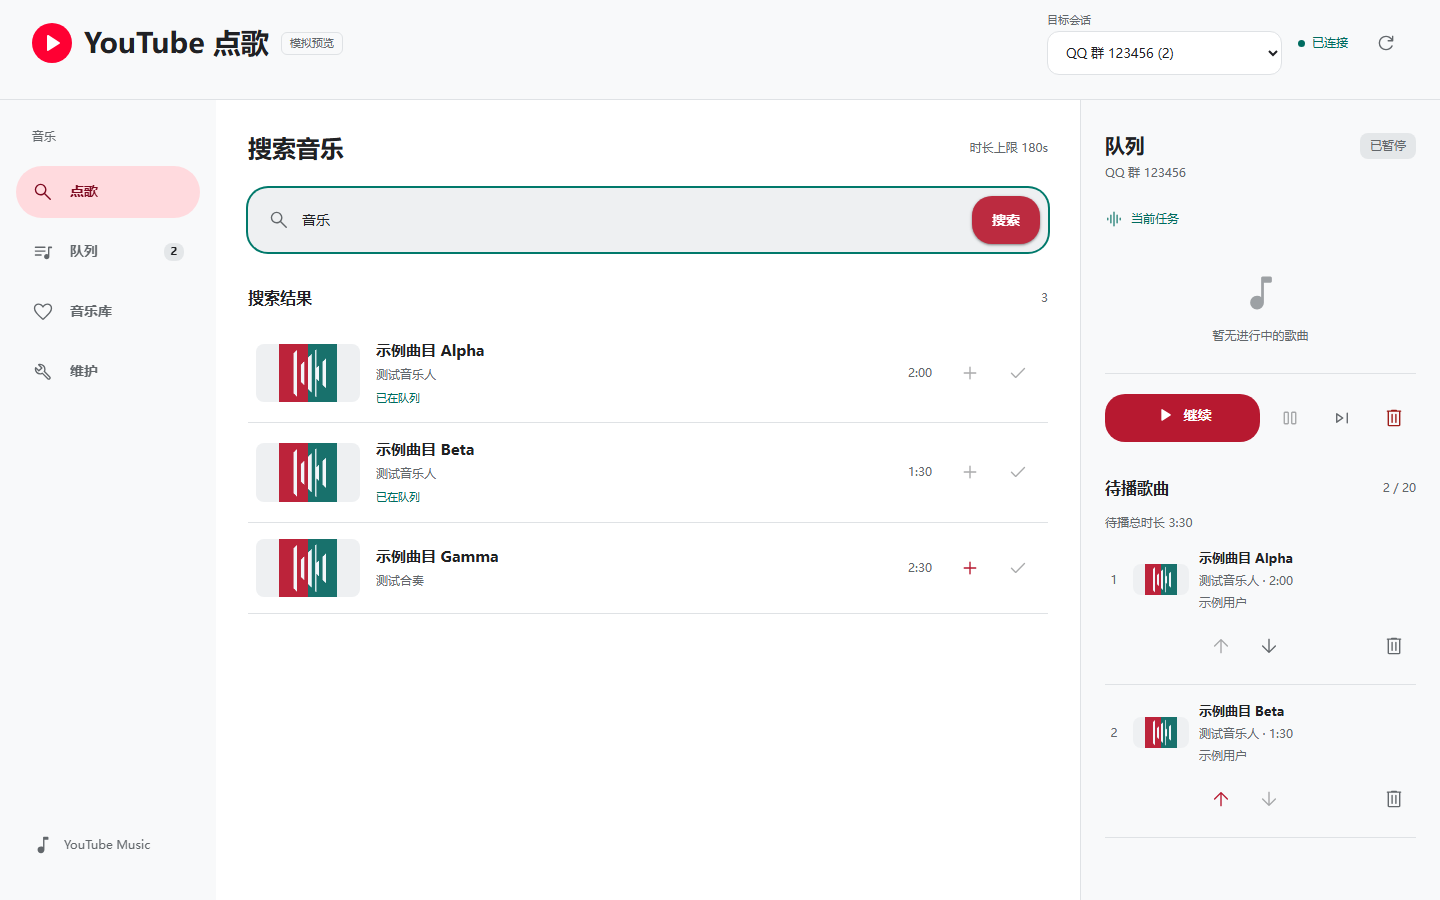 YouTube 点歌
模拟预览
目标会话
QQ 群 123456 (2)
已连接
音乐
点歌
队列
2
音乐库
维护
YouTube Music
搜索音乐
时长上限 180s
音乐
搜索
搜索结果
3
示例曲目 Alpha
测试音乐人
已在队列
2:00
示例曲目 Beta
测试音乐人
已在队列
1:30
示例曲目 Gamma
测试合奏
2:30
队列
已暂停
QQ 群 123456
当前任务
暂无进行中的歌曲
继续
待播歌曲
2 / 20
待播总时长 3:30
1
示例曲目 Alpha
测试音乐人 · 2:00
示例用户
2
示例曲目 Beta
测试音乐人 · 1:30
示例用户